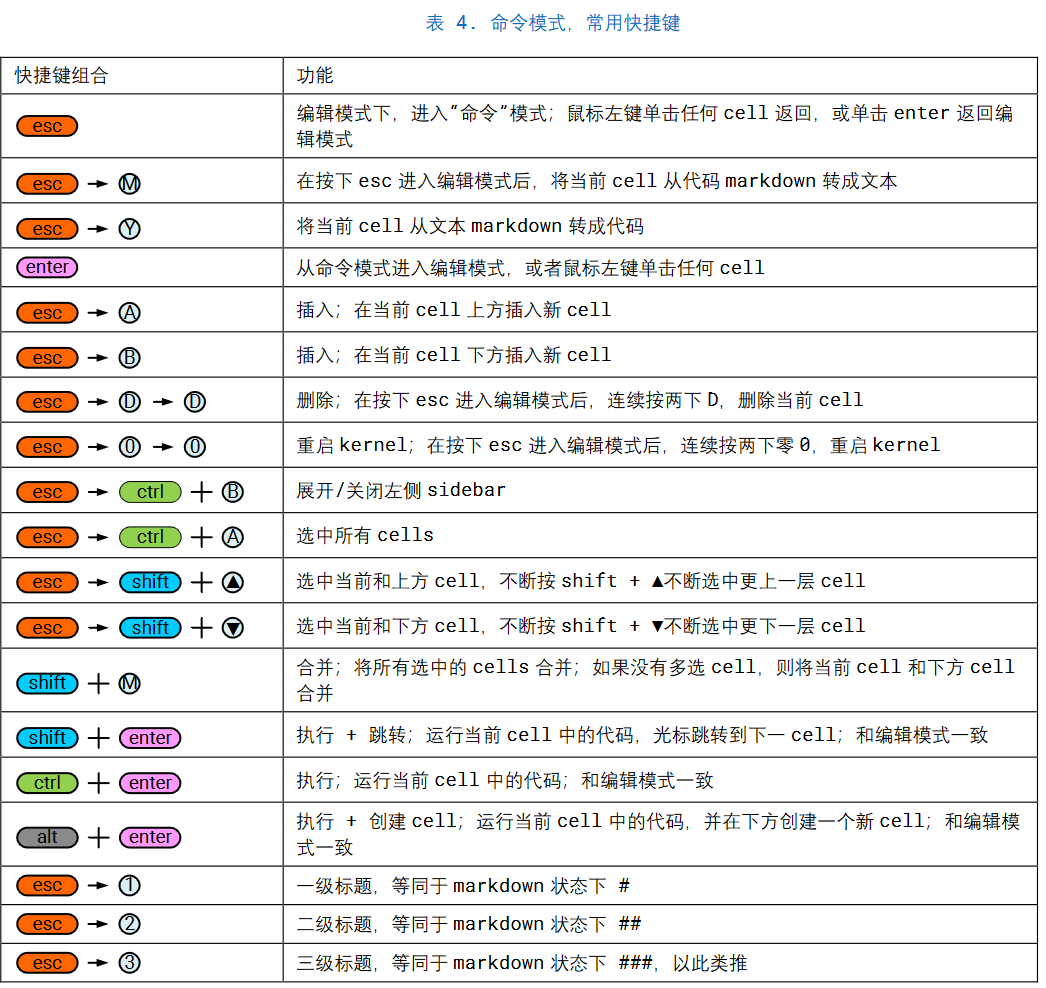 表 4. 命令模式，常用快捷键
快捷键组合 功能
esc 编辑模式下，进入“命令”模式；鼠标左键单击任何 cell 返回，或单击 enter 返回编
辑模式
esc → M 在按下 esc 进入编辑模式后，将当前 cell 从代码 markdown 转成文本
esc → Y 将当前 cell 从文本 markdown 转成代码
enter 从命令模式进入编辑模式，或者鼠标左键单击任何 cell
esc → A 插入；在当前 cell 上方插入新 cell
esc → B 插入；在当前 cell 下方插入新 cell
esc → D → D 删除；在按下 esc 进入编辑模式后，连续按两下 D，删除当前 cell
esc → 0 → 0 重启 kernel；在按下 esc 进入编辑模式后，连续按两下零 0，重启 kernel
esc → ctrl + B 展开/关闭左侧 sidebar
esc → ctrl + A 选中所有 cells
esc → shift + ▲ 选中当前和上方 cell，不断按 shift + ▲不断选中更上一层 cell
esc → shift + ▼ 选中当前和下方 cell，不断按 shift + ▼不断选中更下一层 cell
shift + M 合并；将所有选中的 cells 合并；如果没有多选 cell，则将当前 cell 和下方 cell
合并
shift + enter 执行 + 跳转；运行当前 cell 中的代码，光标跳转到下一 cell；和编辑模式一致
ctrl + enter 执行；运行当前 cell 中的代码；和编辑模式一致
alt + enter 执行 + 创建 cell；运行当前 cell 中的代码，并在下方创建一个新 cell；和编辑模
式一致
esc → 1 一级标题，等同于 markdown 状态下 #
esc → 2 二级标题，等同于 markdown 状态下 ##
esc → 3 三级标题，等同于 markdown 状态下 ###，以此类推